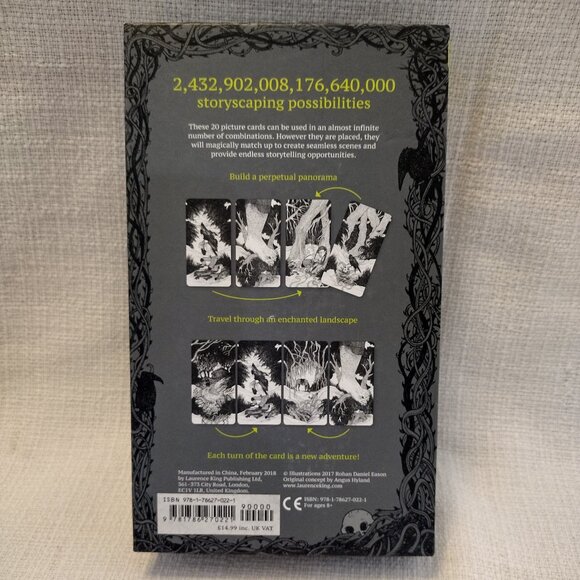 2,432,902,008,176,640,000
storyscaping possibilities
These 20 picture cards can be used in an almost infinite
number of combinations. However they are placed, they
will magically match up to create seamless scenes and
provide endless storytelling opportunities.
Build a perpetual panorama
Travel through an enchanted landscape
Each turn of the card is a new adventure!
Manufactured in China, February 2018
by Laurence King Publishing Ltd,
361–373 City Road, London,
EC1V 1LR, United Kingdom.
© Illustrations 2017 Rohan Daniel Eason
Original concept by Angus Hyland
www.laurenceking.com
ISBN 978-1-78627-022-1
90000
9 781786 270221
£14.99 inc. UK VAT
CE
ISBN: 978-1-78627-022-1
For ages 8+